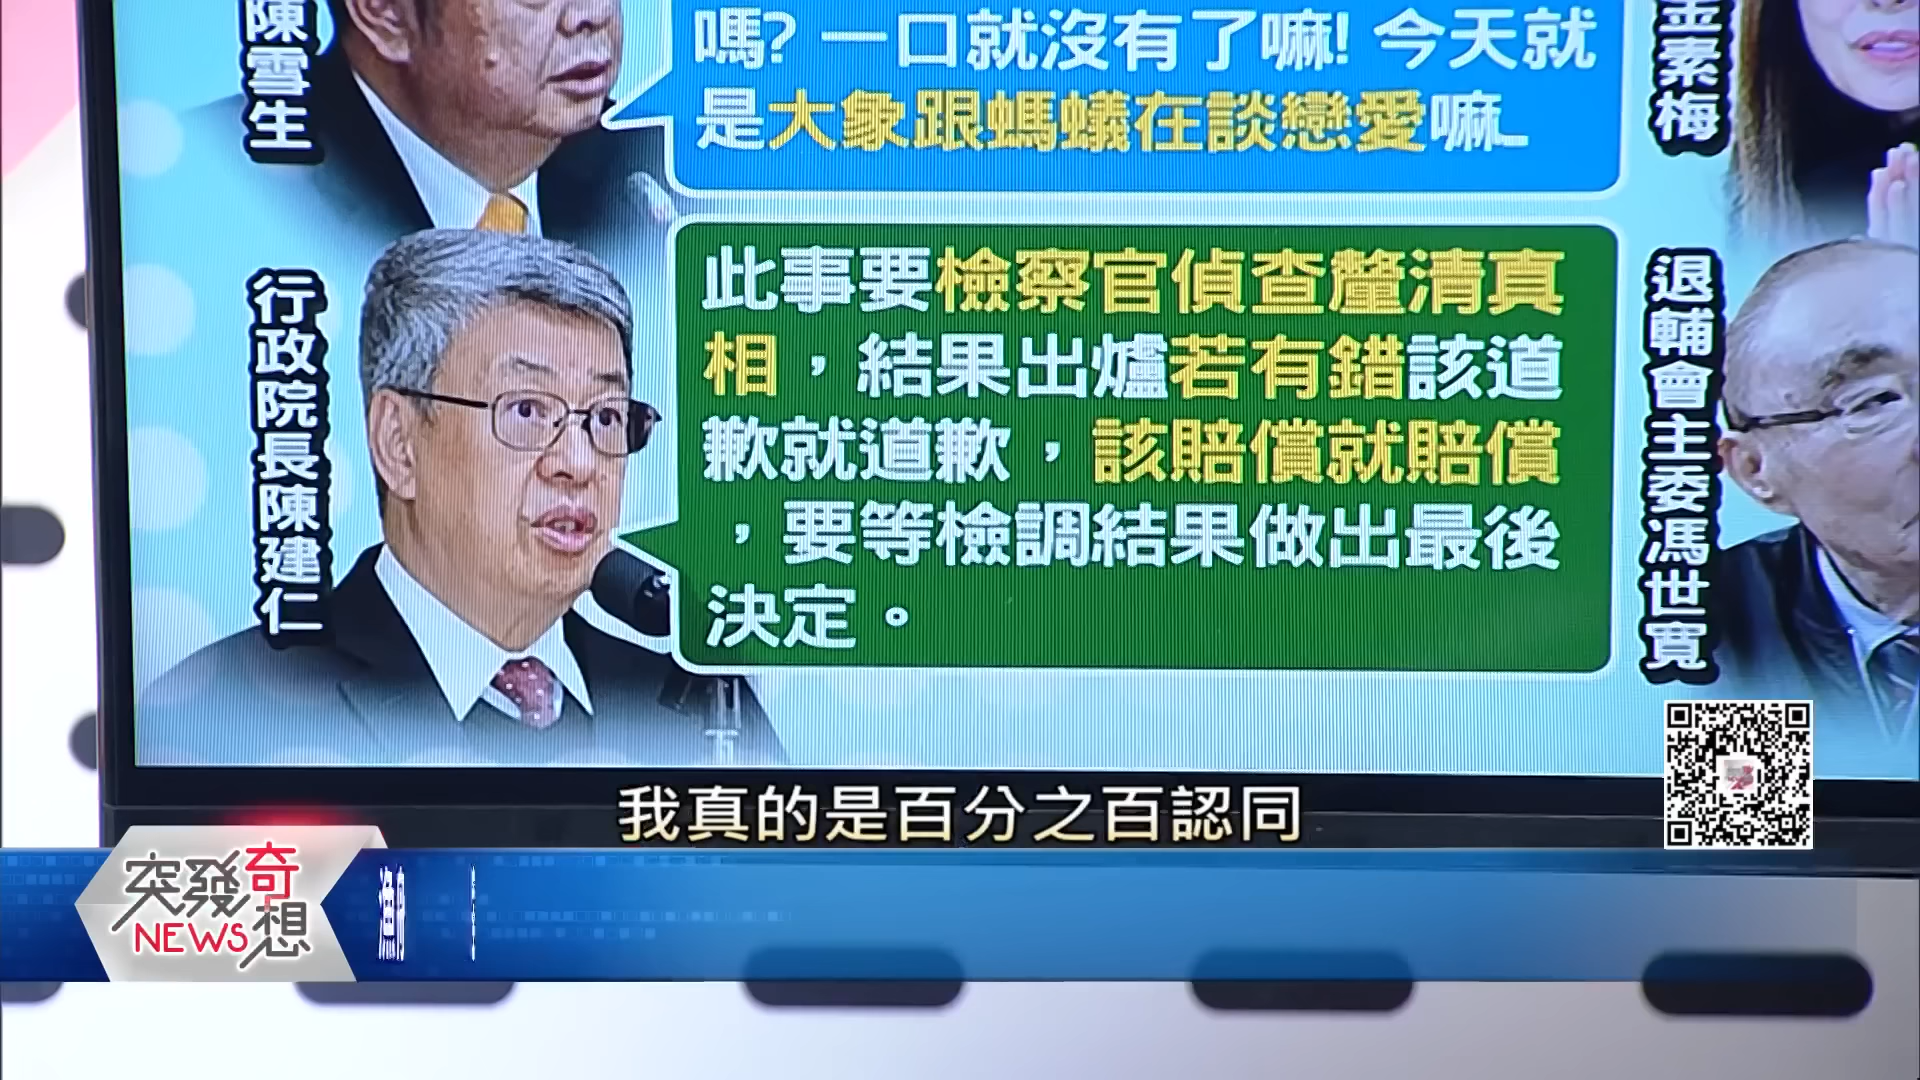 陳雪生
嗎? 一口就沒有了嘛! 今天就
是大象跟螞蟻在談戀愛嘛
金素梅
行政院長陳建仁
此事要檢察官偵查釐清真
相，結果出爐若有錯該道
歉就道歉，該賠償就賠償
，要等檢調結果做出最後
決定。
退輔會主委馮世寬
我真的是百分之百認同
突發奇想
NEWS